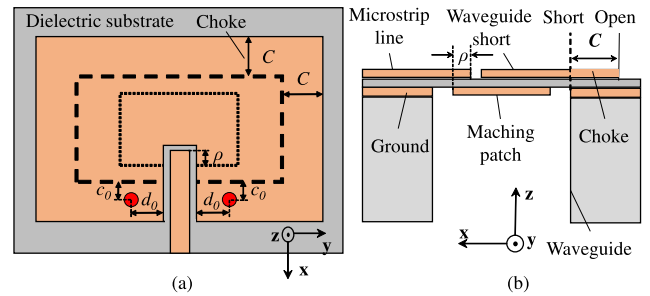 Dielectric substrate
Choke
C
C
ρ
c0
c0
d0
d0
z
y
x
(a)
Microstrip line
Waveguide short
Short
Open
ρ
C
Ground
Maching patch
Choke
z
x
y
Waveguide
(b)